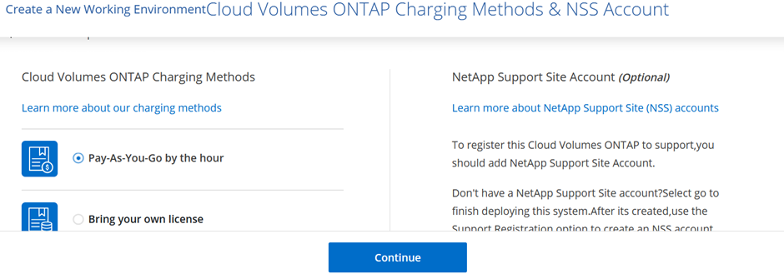 Create a New Working Environment
Cloud Volumes ONTAP Charging Methods & NSS Account
Cloud Volumes ONTAP Charging Methods
Learn more about our charging methods
Pay-As-You-Go by the hour
Bring your own license
NetApp Support Site Account (Optional)
Learn more about NetApp Support Site (NSS) accounts
To register this Cloud Volumes ONTAP to support,you
should add NetApp Support Site Account.
Don't have a NetApp Support Site account?Select go to
finish deploying this system.After its created,use the
Support Registration option to create an NSS account
Continue